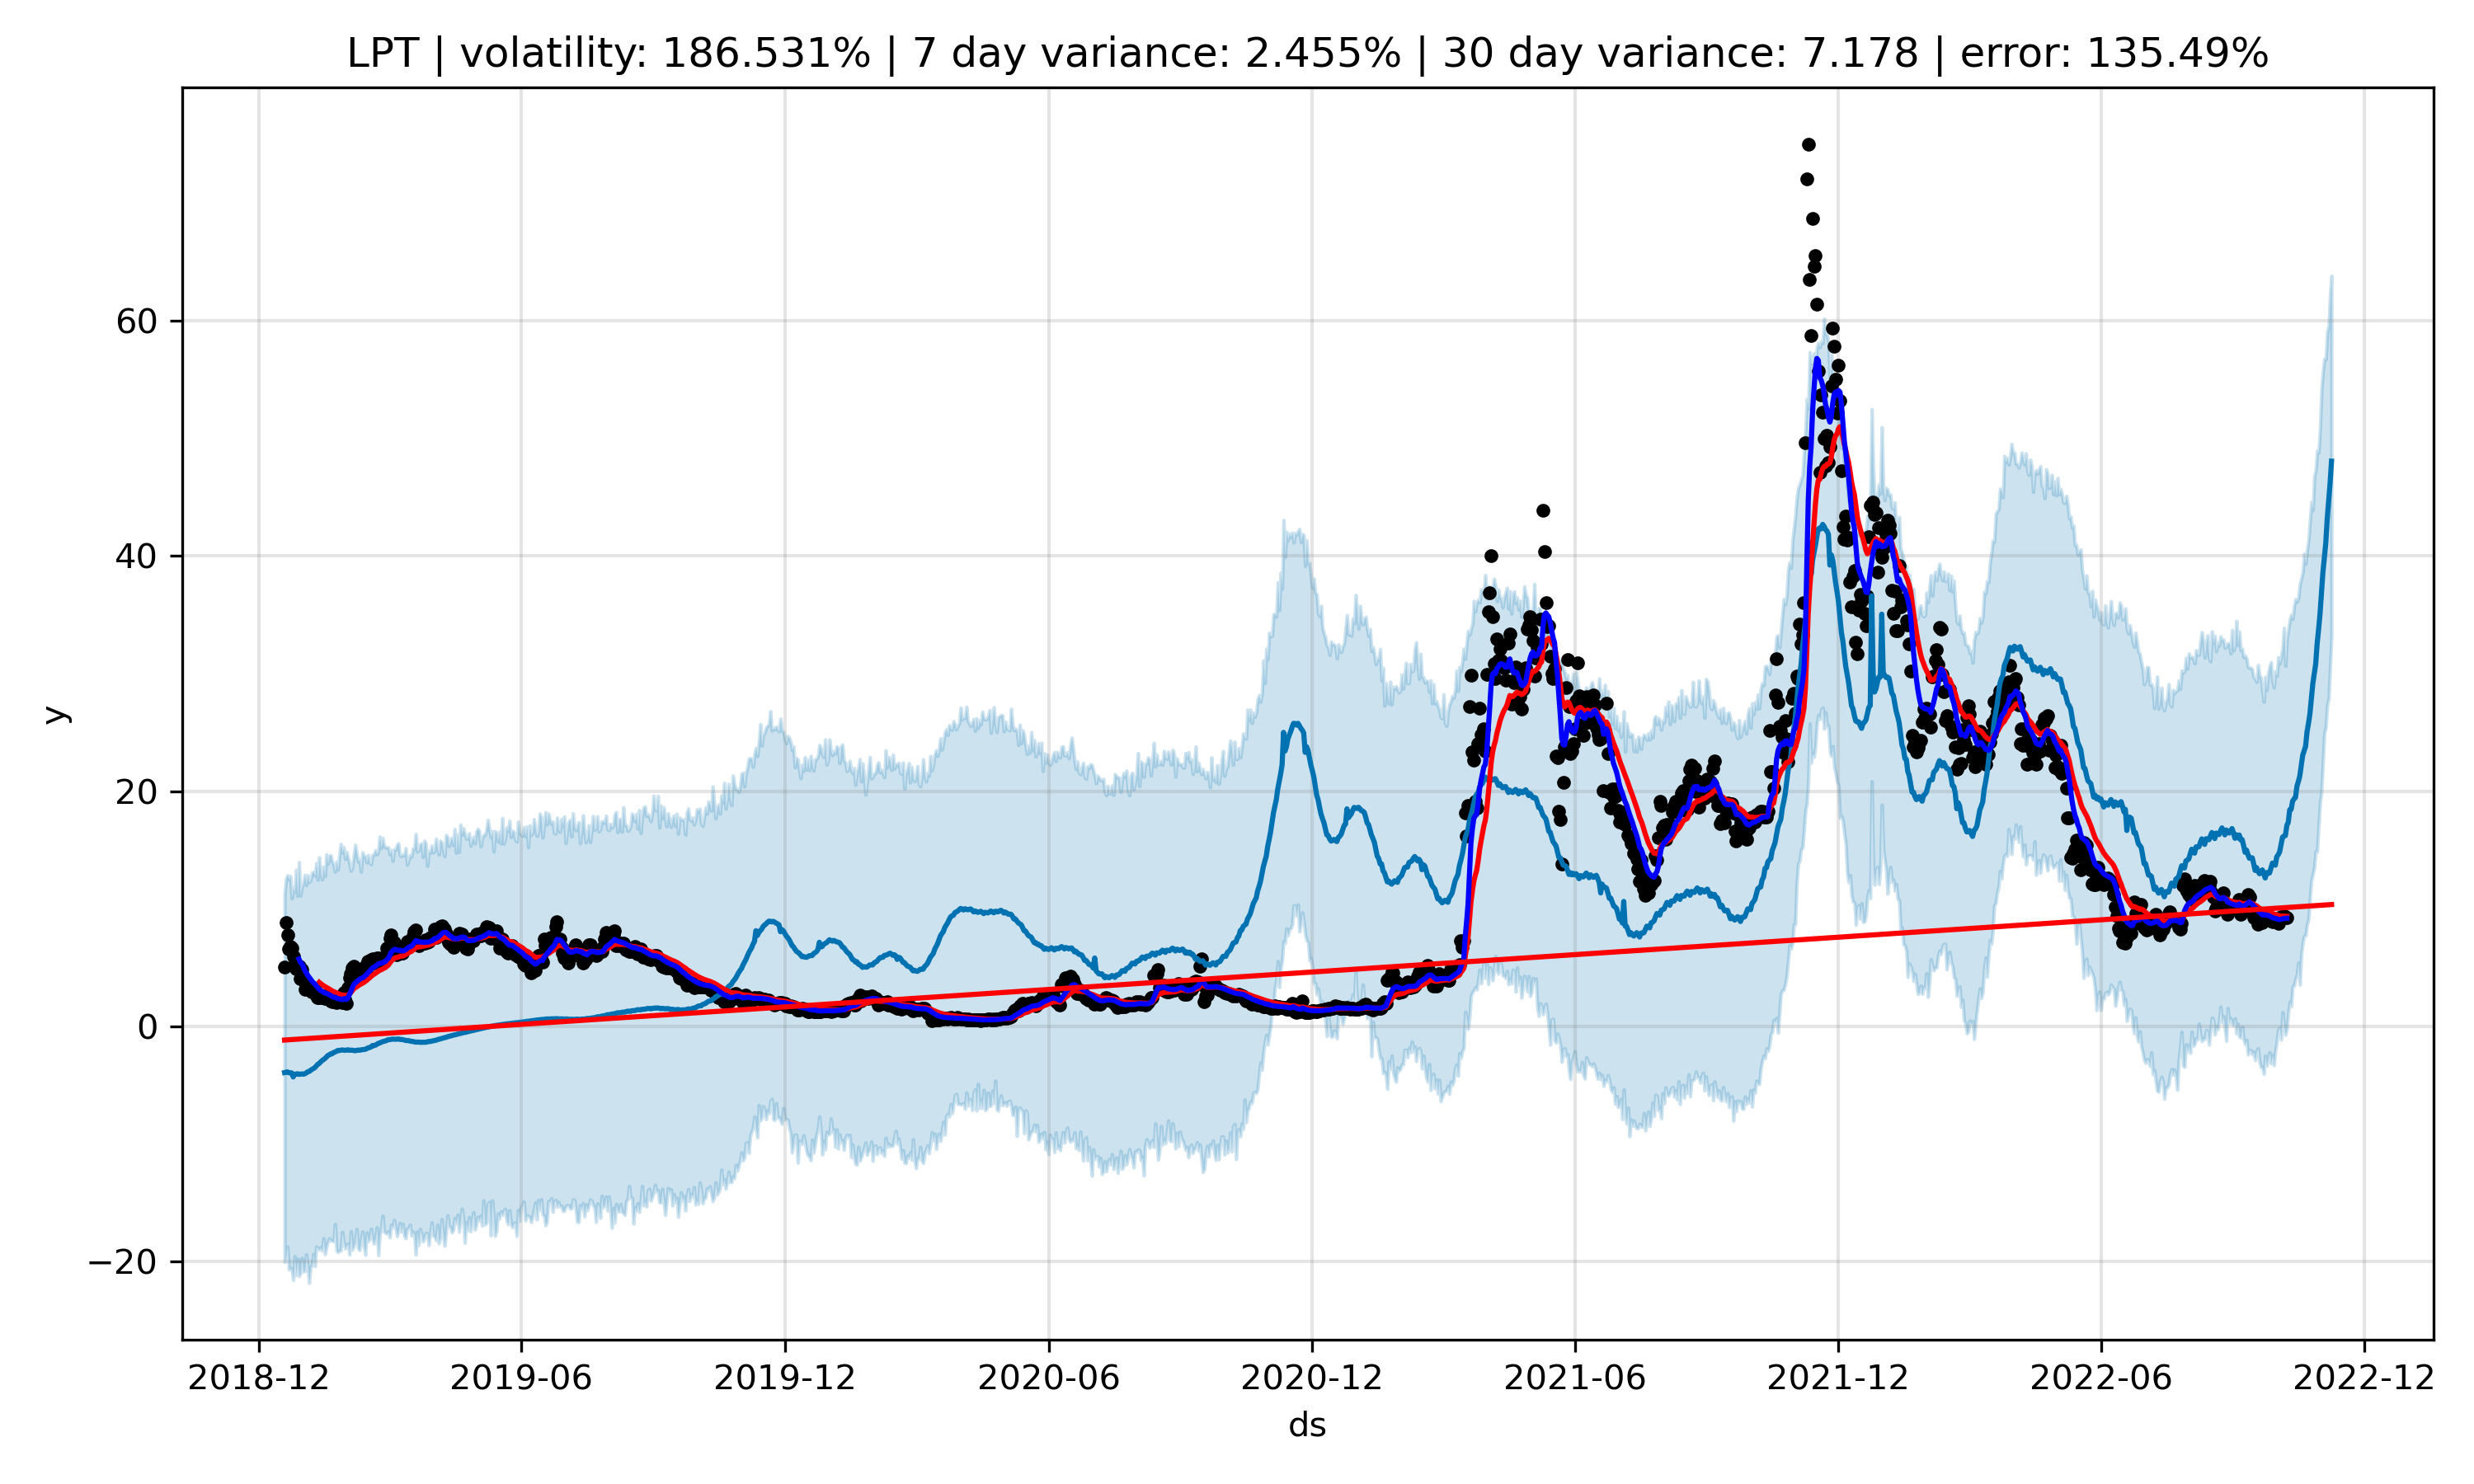 LPT | volatility: 186.531% | 7 day variance: 2.455% | 30 day variance: 7.178 | error: 135.49%
60
40
20
0
−20
y
2018-12 2019-06 2019-12 2020-06 2020-12 2021-06 2021-12 2022-06 2022-12
ds